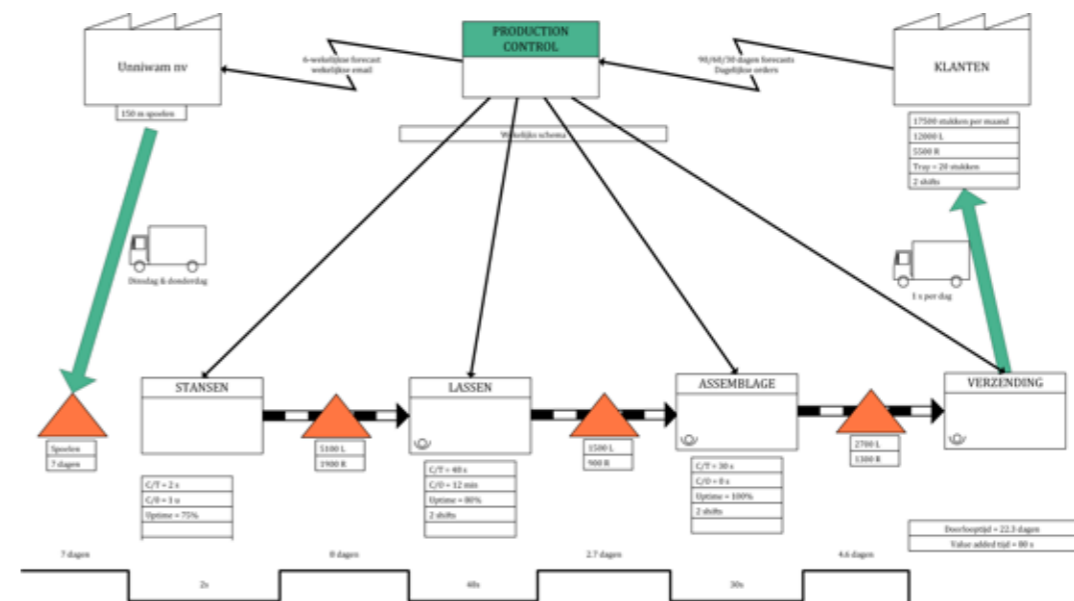 Unniwam nv
150 m spoelen
6-wekelijkse forecast
wekelijkse email
PRODUCTION
CONTROL
90/60/30 dagen forecasts
Dagelijkse orders
KLANTEN
17500 stukken per maand
12000 L
5500 R
Tray = 20 stukken
2 shifts
Wekelijks schema
Dinsdag & donderdag
1 x per dag
Spoelen
7 dagen
STANSEN
C/T = 2 s
C/0 = 1 u
Uptime = 75%
5100 L
1900 R
LASSEN
C/T = 40 s
C/O = 12 min
Uptime = 80%
2 shifts
1500 L
900 R
ASSEMBLAGE
C/T = 30 s
C/O = 0 s
Uptime = 100%
2 shifts
2700 L
1300 R
VERZENDING
Doorlooptijd = 22.3 dagen
Value added tijd = 80 s
7 dagen
2s
8 dagen
40s
2.7 dagen
30s
4.6 dagen